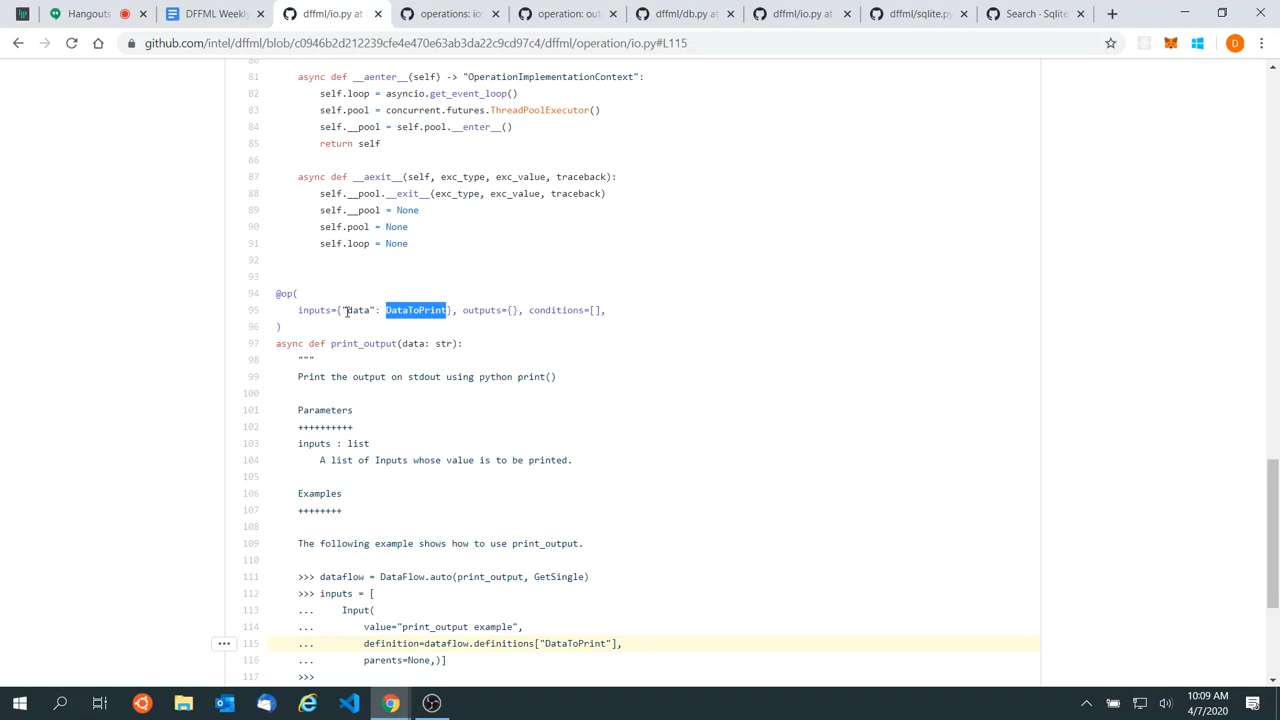 Hangouts
DFFML Weekly
dffml/io.py at
Operations: io
operation: out
dffml/db.py at
dffml/io.py at
dffml/sqlite.py
Search - Sqlite
github.com/intel/dffml/blob/c0946b2d212239cfe4e470e63ab3da22c9cd97c4/dffml/operation/io.py#L115
D
80
81 async def __aenter__(self) -> "OperationImplementationContext":
82 self.loop = asyncio.get_event_loop()
83 self.pool = concurrent.futures.ThreadPoolExecutor()
84 self.__pool = self.pool.__enter__()
85 return self
86
87 async def __aexit__(self, exc_type, exc_value, traceback):
88 self.__pool.__exit__(exc_type, exc_value, traceback)
89 self.__pool = None
90 self.pool = None
91 self.loop = None
92
93
94 @op(
95 inputs={"data": DataToPrint}, outputs={}, conditions=[],
96 )
97 async def print_output(data: str):
98 """
99 Print the output on stdout using python print()
100
101 Parameters
102 ++++++++++
103 inputs : list
104 A list of Inputs whose value is to be printed.
105
106 Examples
107 ++++++++
108
109 The following example shows how to use print_output.
110
111 >>> dataflow = DataFlow.auto(print_output, GetSingle)
112 >>> inputs = [
113 ... Input(
114 ... value="print_output example",
115 ... definition=dataflow.definitions["DataToPrint"],
116 ... parents=None,)]
117 >>>
10:09 AM
4/7/2020